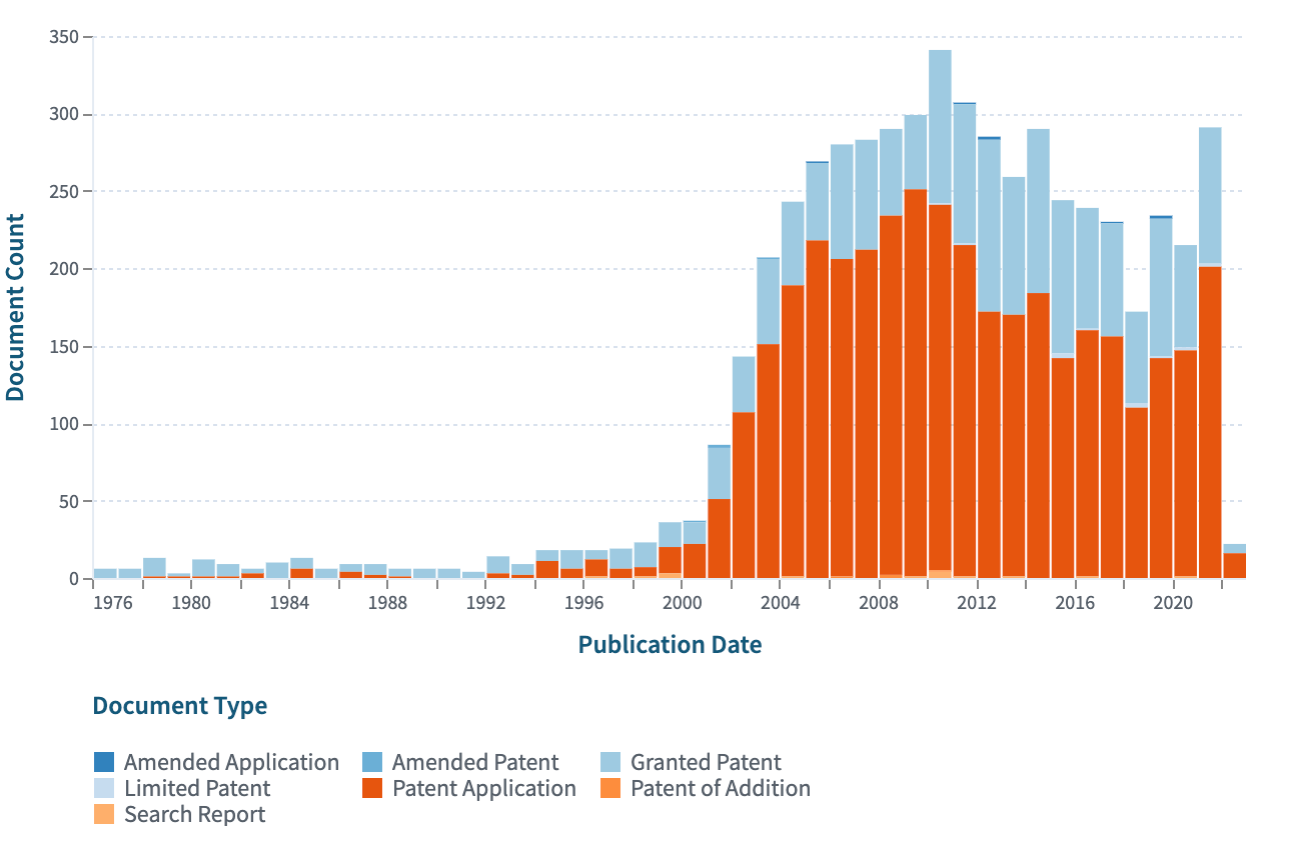 350
300
250
200
150
100
50
0
Document Count
1976 1980 1984 1988 1992 1996 2000 2004 2008 2012 2016 2020
Publication Date
Document Type
Amended Application Amended Patent Granted Patent
Limited Patent Patent Application Patent of Addition
Search Report